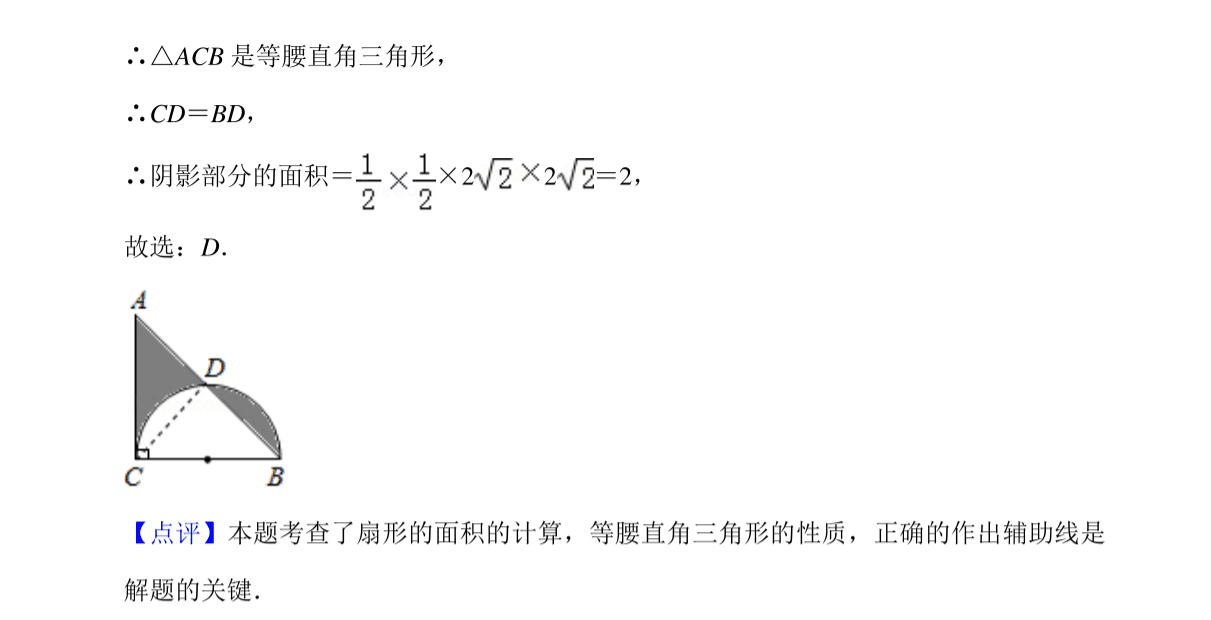 ∴△ACB 是等腰直角三角形，
∴CD＝BD，
∴阴影部分的面积＝1/2×1/2×2√2×2√2＝2，
故选：D．
A
D
C
B
【点评】本题考查了扇形的面积的计算，等腰直角三角形的性质，正确的作出辅助线是
解题的关键．